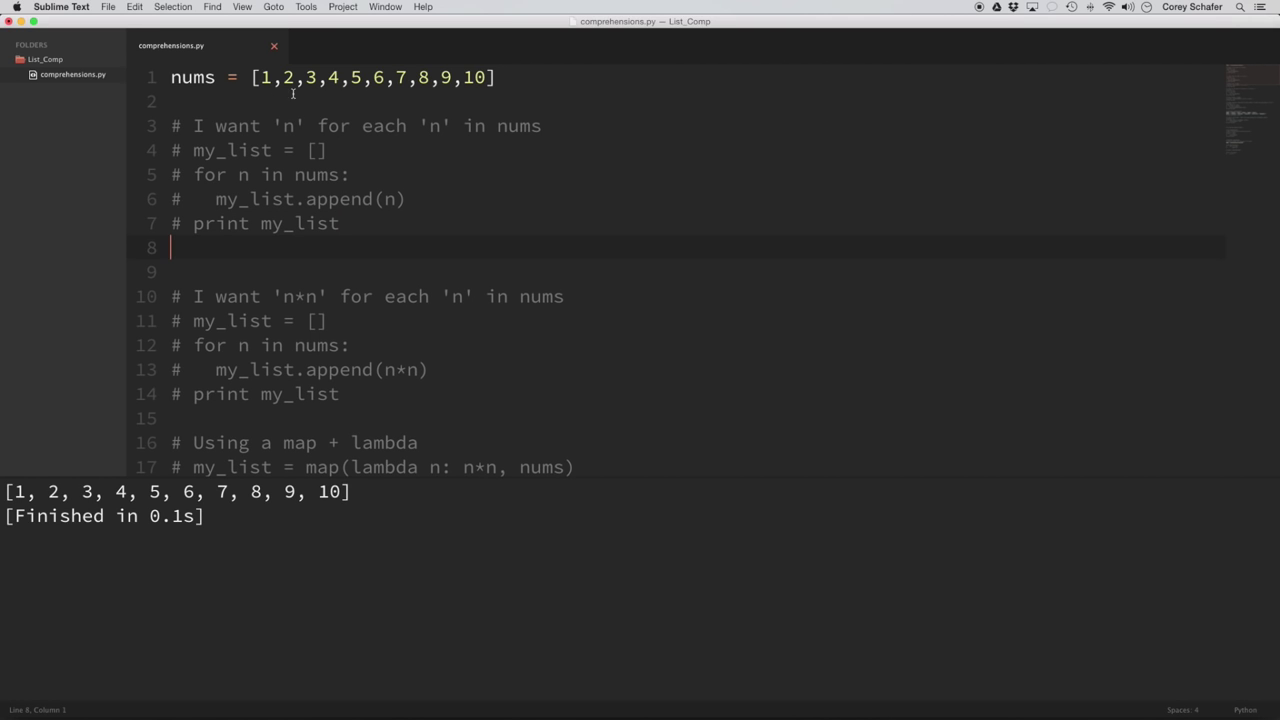 Sublime Text File Edit Selection Find View Goto Tools Project Window Help Corey Schafer
comprehensions.py — List_Comp
FOLDERS
List_Comp
comprehensions.py
comprehensions.py
1 nums = [1,2,3,4,5,6,7,8,9,10]
2
3 # I want 'n' for each 'n' in nums
4 # my_list = []
5 # for n in nums:
6 #   my_list.append(n)
7 # print my_list
8
9
10 # I want 'n*n' for each 'n' in nums
11 # my_list = []
12 # for n in nums:
13 #   my_list.append(n*n)
14 # print my_list
15
16 # Using a map + lambda
17 # my_list = map(lambda n: n*n, nums)
[1, 2, 3, 4, 5, 6, 7, 8, 9, 10]
[Finished in 0.1s]
Line 8, Column 1 Spaces: 4 Python